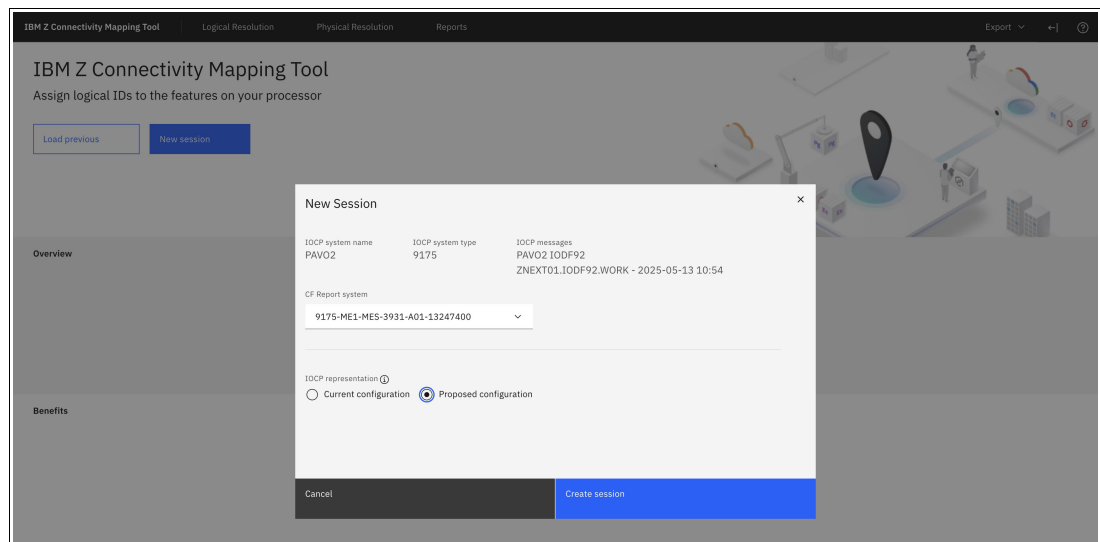 IBM Z Connectivity Mapping Tool
Logical Resolution
Physical Resolution
Reports
Export
IBM Z Connectivity Mapping Tool
Assign logical IDs to the features on your processor
Load previous
New session
New Session
IOCP system name
IOCP system type
IOCP messages
PAVO2
9175
PAVO2 IODF92
ZNEXT01.IODF92.WORK - 2025-05-13 10:54
Overview
CF Report system
9175-ME1-MES-3931-A01-13247400
IOCP representation
Current configuration
Proposed configuration
Benefits
Cancel
Create session